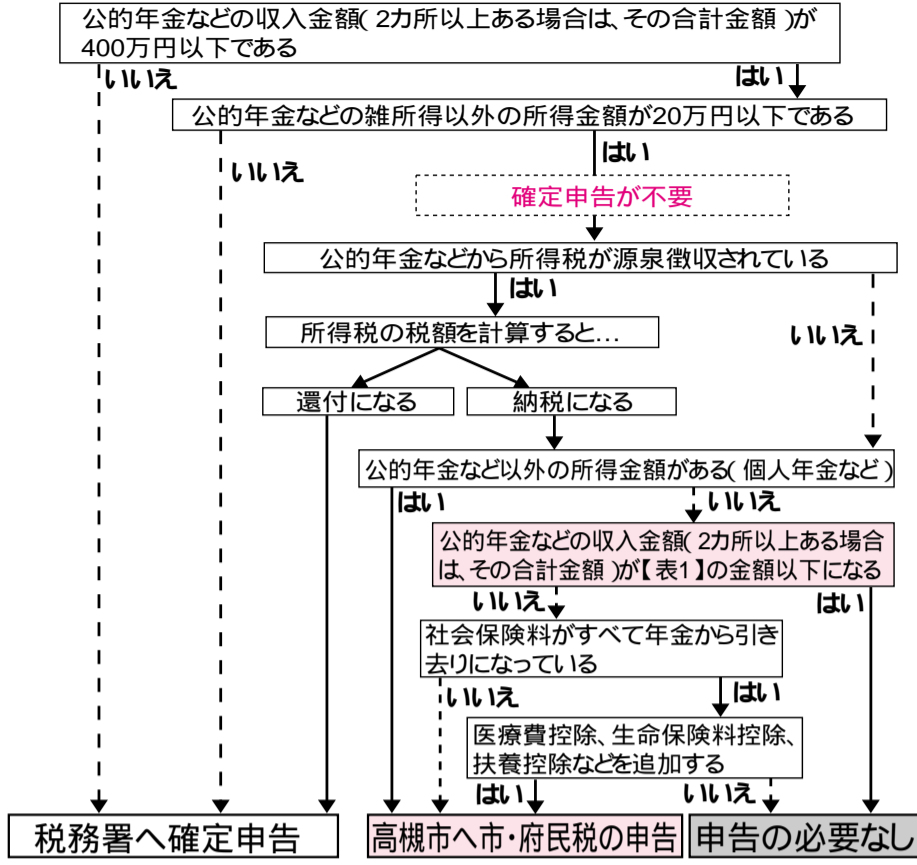 公的年金などの収入金額(2カ所以上ある場合は、その合計金額)が
400万円以下である
いいえ
はい
公的年金などの雑所得以外の所得金額が20万円以下である
いいえ
はい
確定申告が不要
公的年金などから所得税が源泉徴収されている
はい
いいえ
所得税の税額を計算すると…
還付になる
納税になる
公的年金など以外の所得金額がある(個人年金など)
はい
いいえ
公的年金などの収入金額(2カ所以上ある場合
は、その合計金額)が【表1】の金額以下になる
いいえ
はい
社会保険料がすべて年金から引き
去りになっている
いいえ
はい
医療費控除、生命保険料控除、
扶養控除などを追加する
はい
いいえ
税務署へ確定申告
高槻市へ市・府民税の申告
申告の必要なし